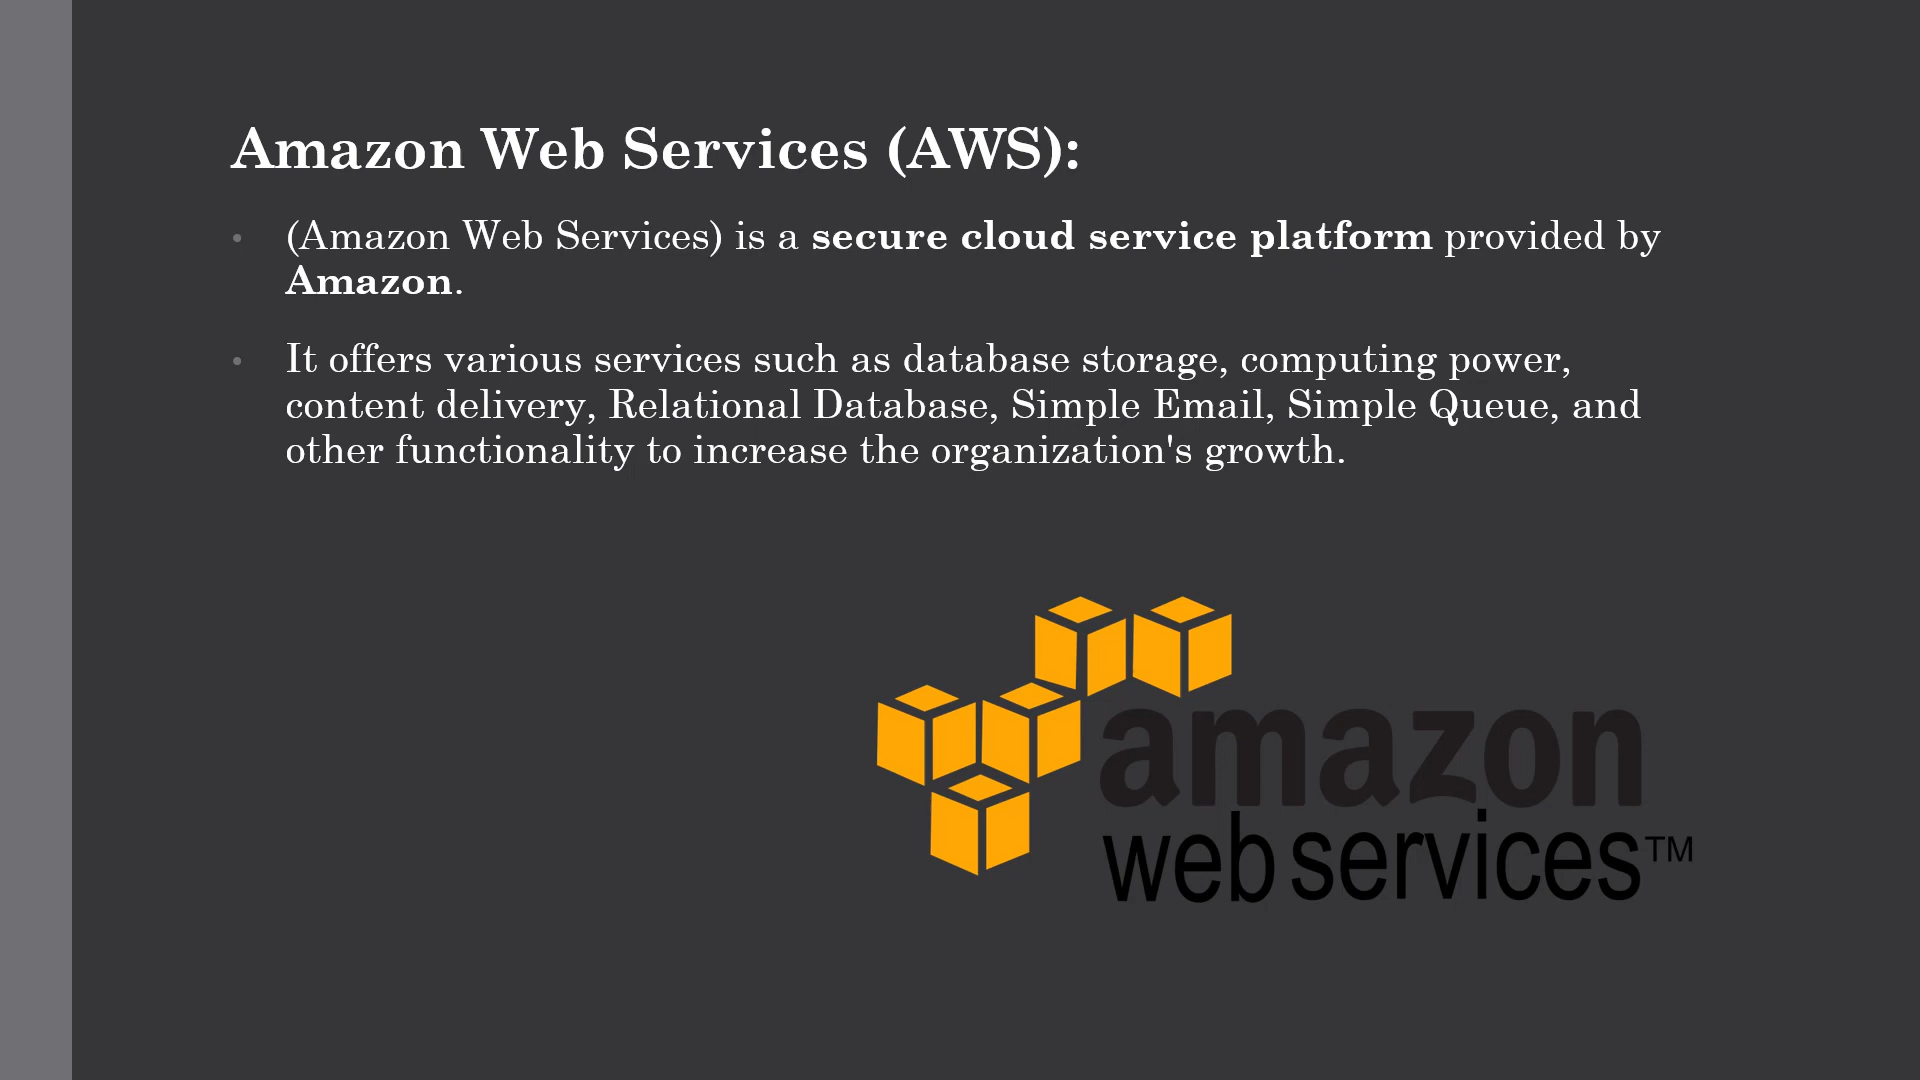 Amazon Web Services (AWS):
• (Amazon Web Services) is a secure cloud service platform provided by
Amazon.
• It offers various services such as database storage, computing power,
content delivery, Relational Database, Simple Email, Simple Queue, and
other functionality to increase the organization's growth.
amazon
web services™